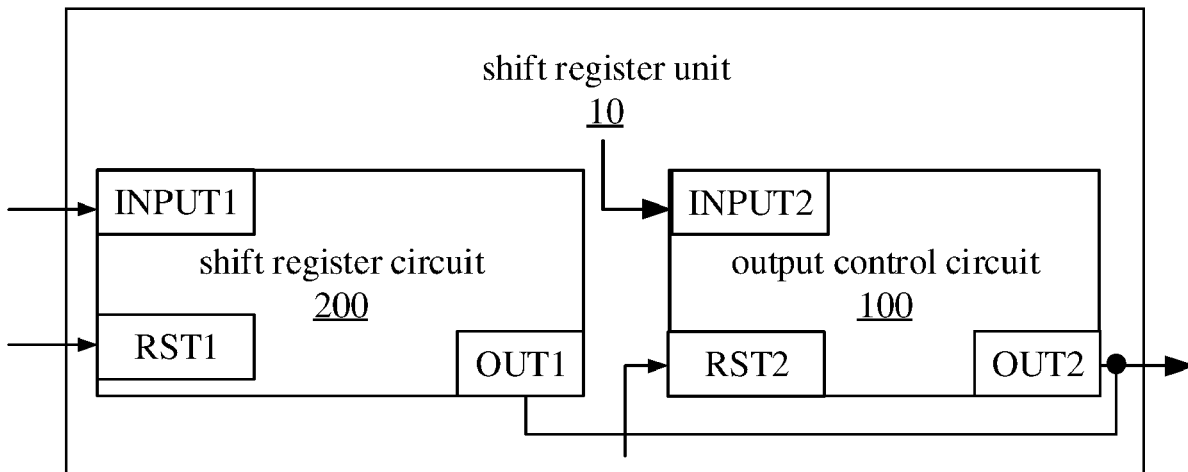 shift register unit
10
INPUT1
INPUT2
shift register circuit
200
output control circuit
100
RST1
OUT1
RST2
OUT2